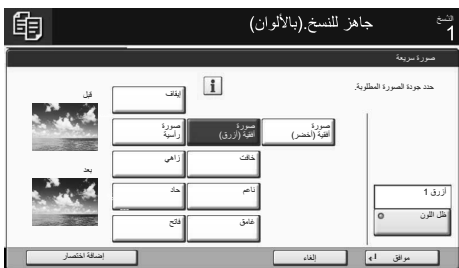 جاهز للنسخ.(بالألوان)
النسخ
1
صورة سريعة
حدد جودة الصورة المطلوبة.
i
إيقاف
قبل
صورة
أفقية (أخضر)
صورة
أفقية (أزرق)
صورة
رأسية
خافت
زاهي
بعد
ناعم
حاد
أزرق 1
غامق
فاتح
ظل اللون
موافق
إلغاء
إضافة اختصار